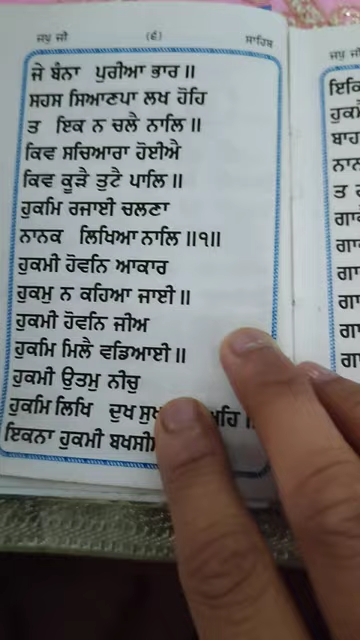 ਜਪੁ ਜੀ (੬) ਸਾਹਿਬ
ਜੇ ਬੰਨਾ ਪੁਰੀਆ ਭਾਰ ॥
ਸਹਸ ਸਿਆਣਪਾ ਲਖ ਹੋਹਿ
ਤ ਇਕ ਨ ਚਲੈ ਨਾਲਿ ॥
ਕਿਵ ਸਚਿਆਰਾ ਹੋਈਐ
ਕਿਵ ਕੂੜੈ ਤੁਟੈ ਪਾਲਿ ॥
ਹੁਕਮਿ ਰਜਾਈ ਚਲਣਾ
ਨਾਨਕ ਲਿਖਿਆ ਨਾਲਿ ॥੧॥
ਹੁਕਮੀ ਹੋਵਨਿ ਆਕਾਰ
ਹੁਕਮੁ ਨ ਕਹਿਆ ਜਾਈ ॥
ਹੁਕਮੀ ਹੋਵਨਿ ਜੀਅ
ਹੁਕਮਿ ਮਿਲੈ ਵਡਿਆਈ ॥
ਹੁਕਮੀ ਉਤਮੁ ਨੀਚੁ
ਹੁਕਮਿ ਲਿਖਿ ਦੁਖ
ਇਕਨਾ ਹੁਕਮੀ
ਜਪੁ ਜੀ